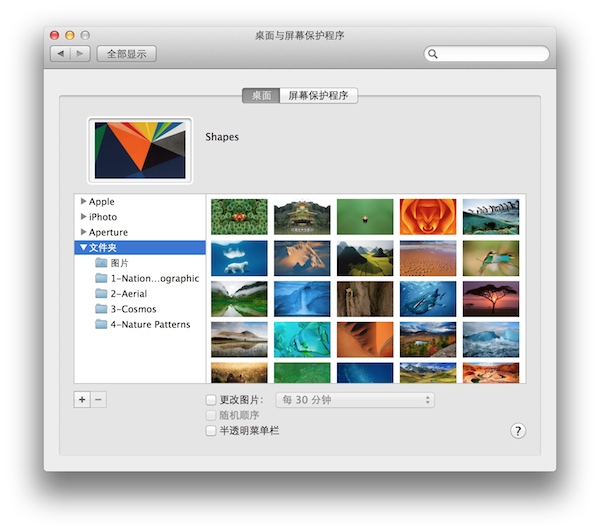 桌面与屏幕保护程序
全部显示
桌面
屏幕保护程序
Shapes
Apple
iPhoto
Aperture
文件夹
图片
1-Nation...ographic
2-Aerial
3-Cosmos
4-Nature Patterns
+ −
更改图片：
每 30 分钟
随机顺序
半透明菜单栏
?